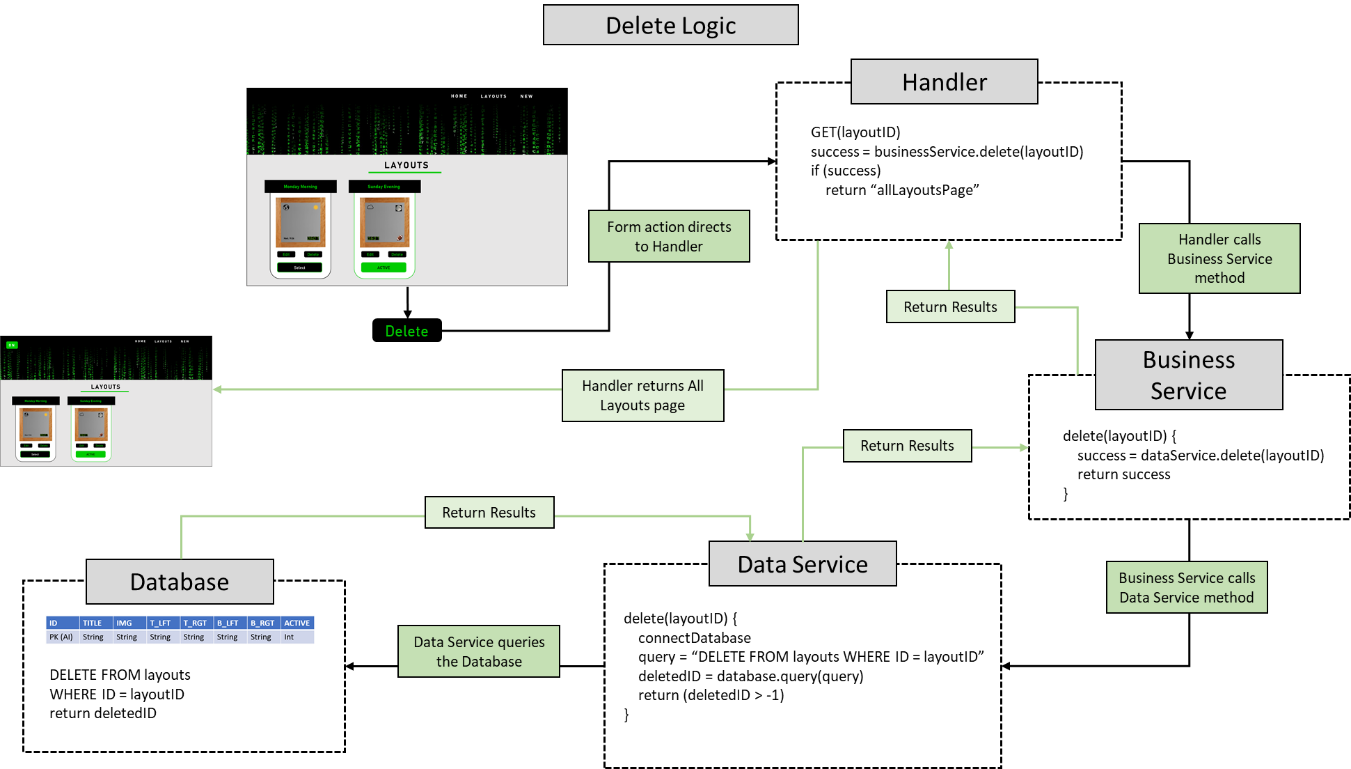 Delete Logic
HOME LAYOUTS NEW
LAYOUTS
Monday Morning
Sunday Evening
Edit Delete
Edit Delete
Select
ACTIVE
Delete
Form action directs
to Handler
Handler
GET(layoutID)
success = businessService.delete(layoutID)
if (success)
return “allLayoutsPage”
Handler calls
Business Service
method
Return Results
Business
Service
delete(layoutID) {
success = dataService.delete(layoutID)
return success
}
Handler returns All
Layouts page
HOME LAYOUTS NEW
LAYOUTS
Return Results
Business Service calls
Data Service method
Return Results
Data Service
delete(layoutID) {
connectDatabase
query = “DELETE FROM layouts WHERE ID = layoutID”
deletedID = database.query(query)
return (deletedID > -1)
}
Data Service queries
the Database
Database
ID TITLE IMG T_LFT T_RGT B_LFT B_RGT ACTIVE
PK (AI) String String String String String String Int
DELETE FROM layouts
WHERE ID = layoutID
return deletedID